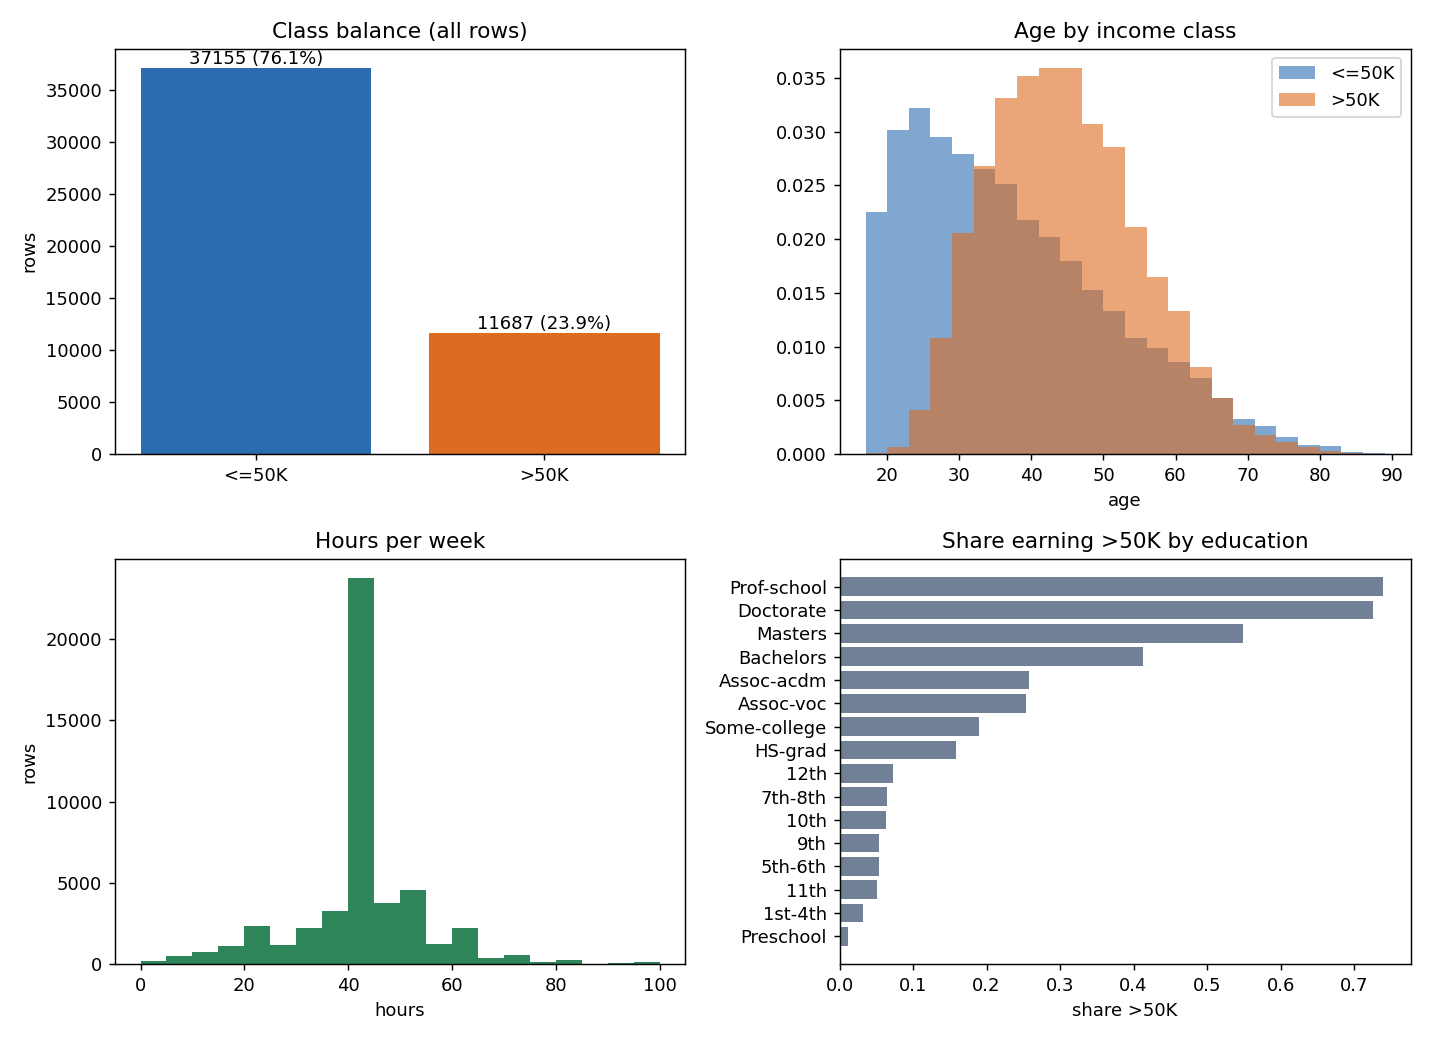 Class balance (all rows)
37155 (76.1%)
11687 (23.9%)
rows
35000
30000
25000
20000
15000
10000
5000
0
<=50K
>50K
Age by income class
<=50K
>50K
0.035
0.030
0.025
0.020
0.015
0.010
0.005
0.000
20
30
40
50
60
70
80
90
age
Hours per week
rows
20000
15000
10000
5000
0
0
20
40
60
80
100
hours
Share earning >50K by education
Prof-school
Doctorate
Masters
Bachelors
Assoc-acdm
Assoc-voc
Some-college
HS-grad
12th
7th-8th
10th
9th
5th-6th
11th
1st-4th
Preschool
0.0
0.1
0.2
0.3
0.4
0.5
0.6
0.7
share >50K